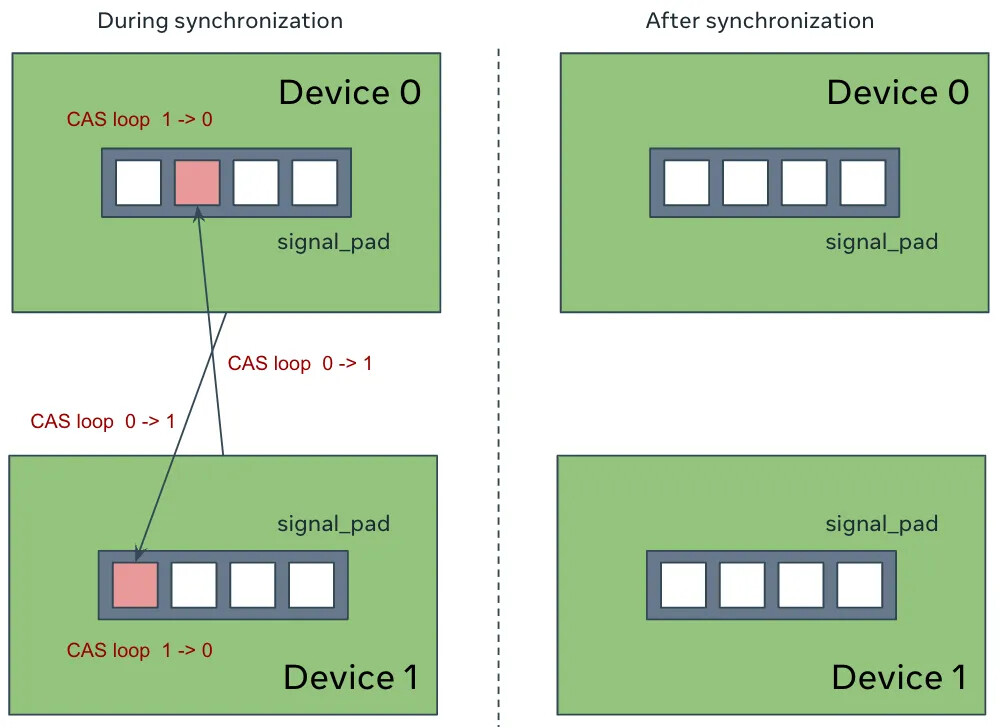 During synchronization
After synchronization
Device 0
CAS loop 1 -> 0
signal_pad
Device 0
signal_pad
CAS loop 0 -> 1
CAS loop 0 -> 1
signal_pad
CAS loop 1 -> 0
Device 1
signal_pad
Device 1